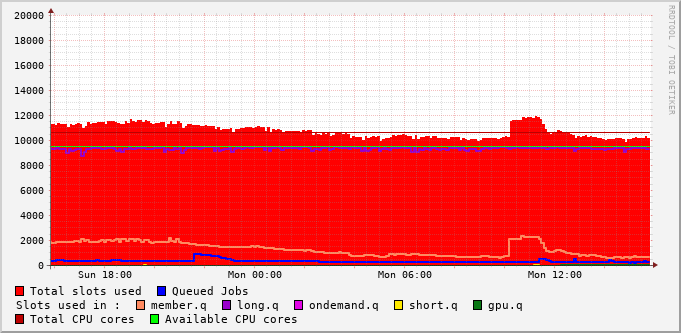 20000
18000
16000
14000
12000
10000
8000
6000
4000
2000
0
Sun 18:00 Mon 00:00 Mon 06:00 Mon 12:00
RRDTOOL / TOBI OETIKER
Total slots used Queued Jobs
Slots used in : member.q long.q ondemand.q short.q gpu.q
Total CPU cores Available CPU cores